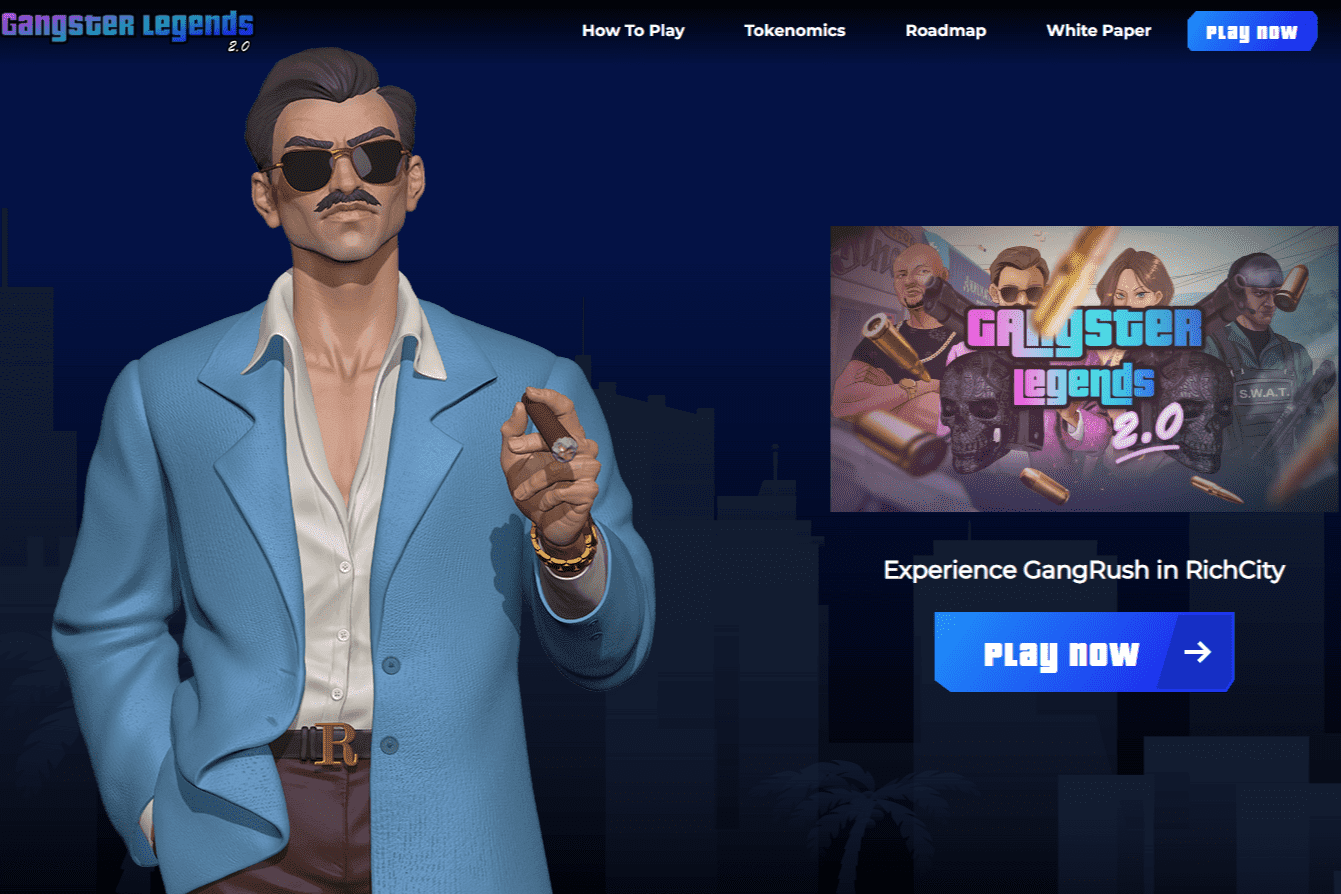 Gangster Legends
2.0
How To Play
Tokenomics
Roadmap
White Paper
Play now
GANGSTER
Legends
2.0
S.W.A.T.
Experience GangRush in RichCity
Play now
R